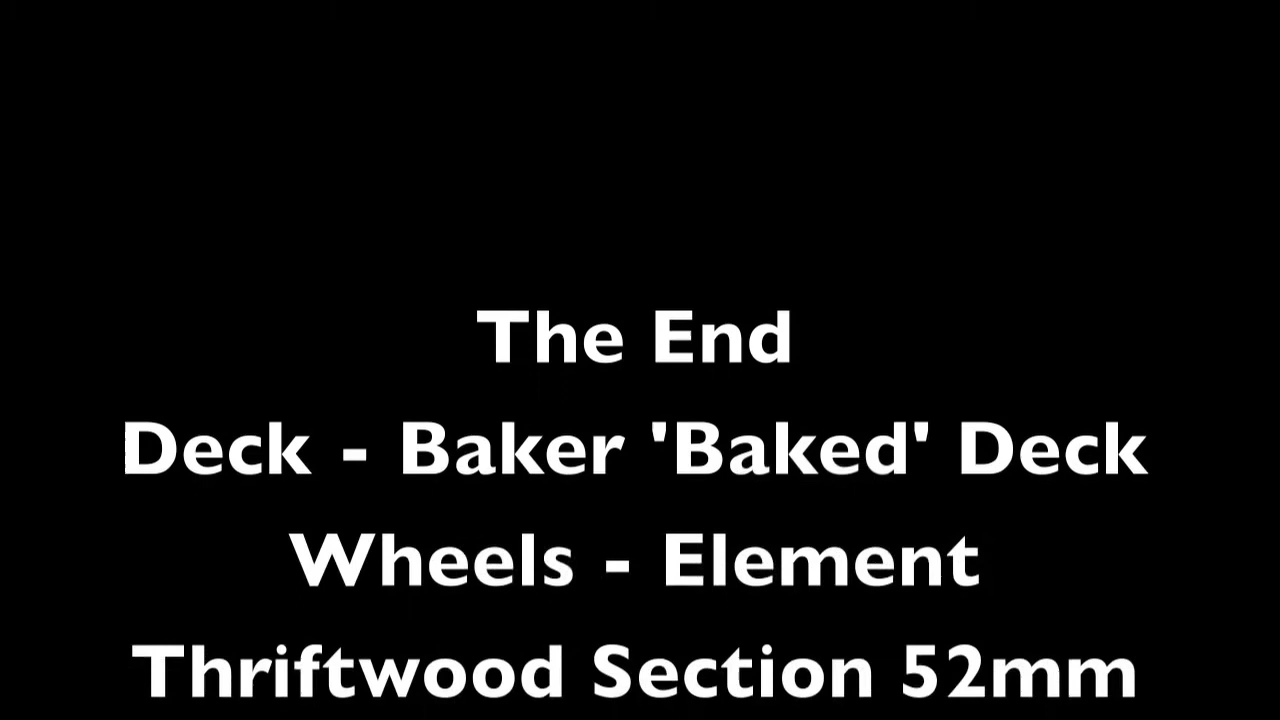 The End
Deck - Baker 'Baked' Deck
Wheels - Element
Thriftwood Section 52mm